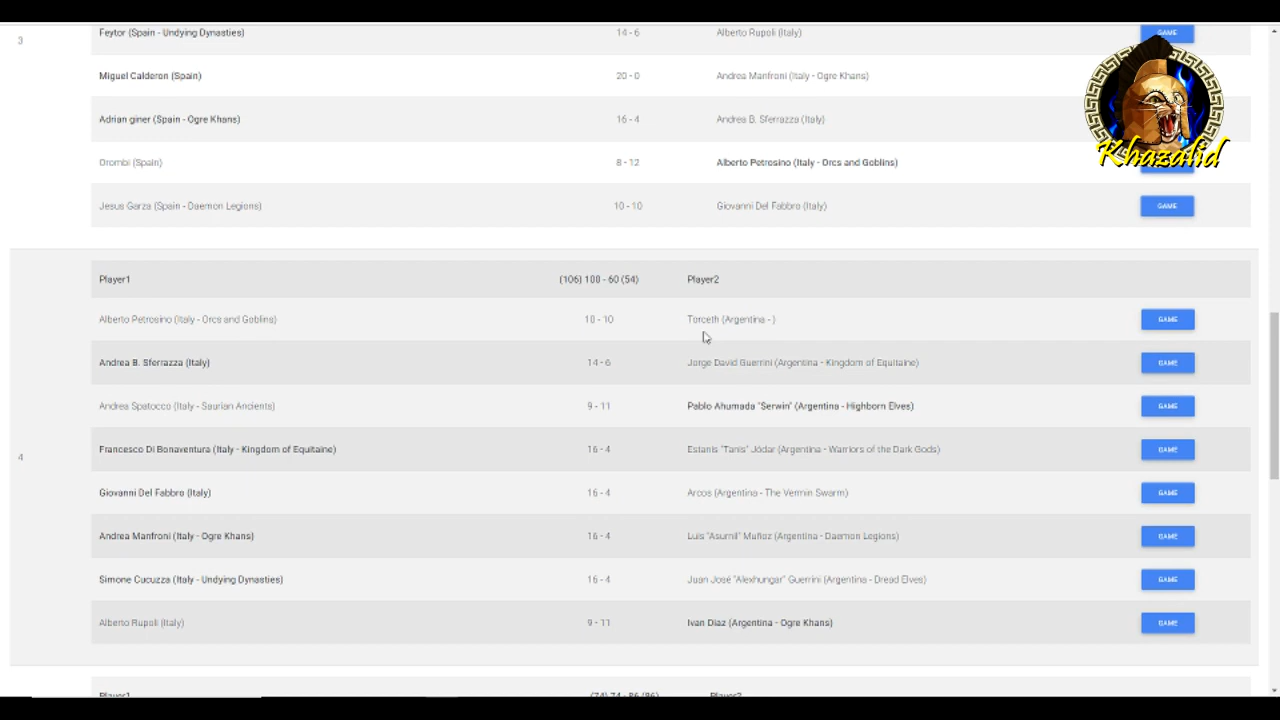 3
Feytor (Spain - Undying Dynasties) 14 - 6 Alberto Rupoli (Italy) GAME
Miguel Calderon (Spain) 20 - 0 Andrea Manfroni (Italy - Ogre Khans)
Adrian giner (Spain - Ogre Khans) 16 - 4 Andrea B. Sferrazza (Italy)
Khazalid
Orombi (Spain) 8 - 12 Alberto Petrosino (Italy - Orcs and Goblins)
Jesus Garza (Spain - Daemon Legions) 10 - 10 Giovanni Del Fabbro (Italy) GAME
Player1 (106) 100 - 60 (54) Player2
Alberto Petrosino (Italy - Orcs and Goblins) 10 - 10 Torceth (Argentina - ) GAME
Andrea B. Sferrazza (Italy) 14 - 6 Jorge David Guerrini (Argentina - Kingdom of Equitaine) GAME
Andrea Spatocco (Italy - Saurian Ancients) 9 - 11 Pablo Ahumada "Serwin" (Argentina - Highborn Elves) GAME
4
Francesco Di Bonaventura (Italy - Kingdom of Equitaine) 16 - 4 Estanis "Tanis" Jódar (Argentina - Warriors of the Dark Gods) GAME
Giovanni Del Fabbro (Italy) 16 - 4 Arcos (Argentina - The Vermin Swarm) GAME
Andrea Manfroni (Italy - Ogre Khans) 16 - 4 Luis "Asurnil" Muñoz (Argentina - Daemon Legions) GAME
Simone Cucuzza (Italy - Undying Dynasties) 16 - 4 Juan José "Alexhungar" Guerrini (Argentina - Dread Elves) GAME
Alberto Rupoli (Italy) 9 - 11 Ivan Diaz (Argentina - Ogre Khans) GAME
Player1 (74) 74 - 86 (86) Player2